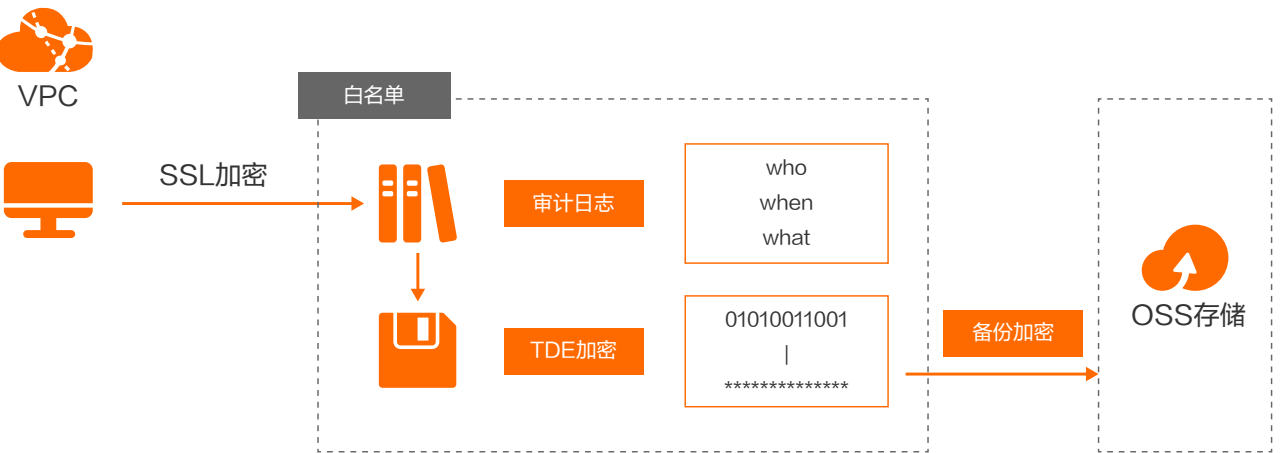 VPC
白名单
SSL加密
审计日志
who
when
what
TDE加密
01010011001
|
**************
备份加密
OSS存储